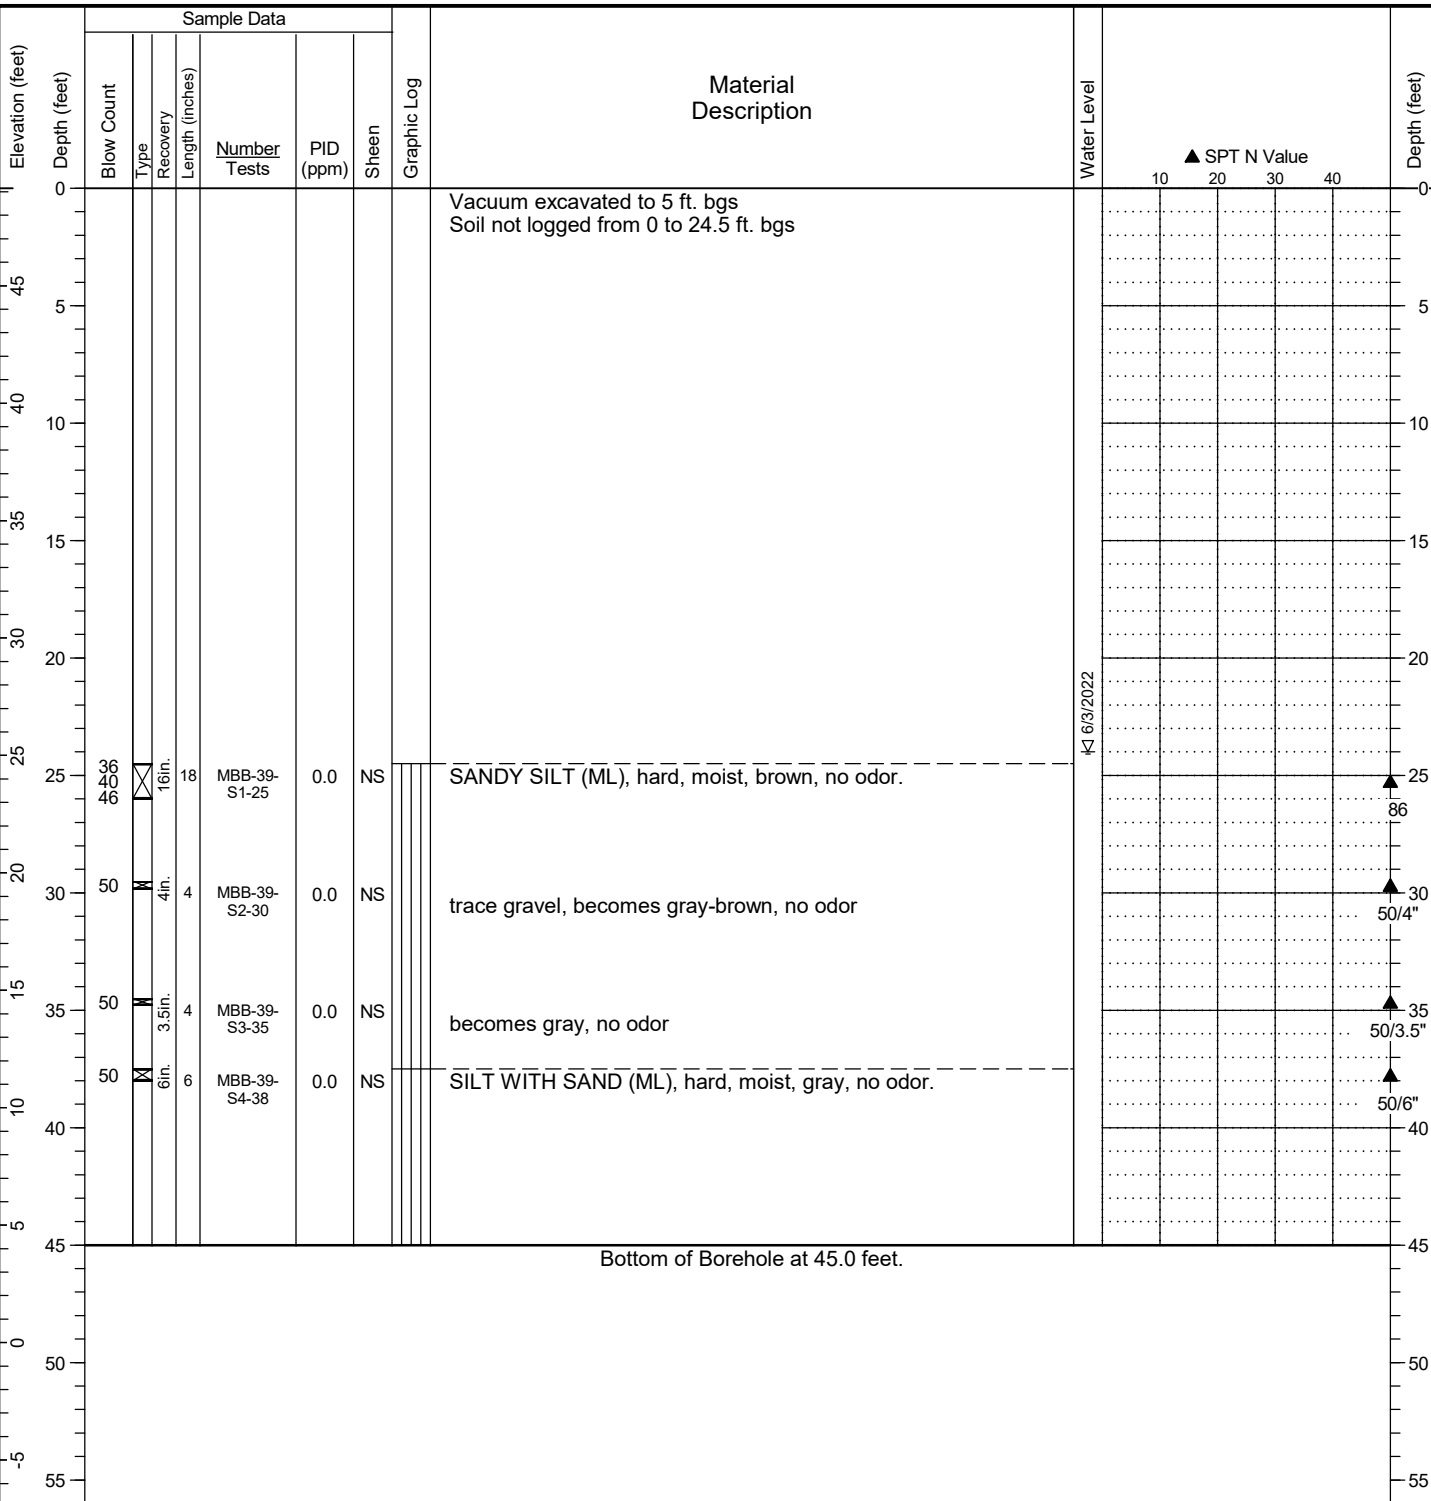 Sample Data
Elevation (feet)
Depth (feet)
Blow Count
Type
Recovery
Length (inches)
Number
Tests
PID
(ppm)
Sheen
Graphic Log
Material
Description
Water Level
▲ SPT N Value
10 20 30 40
Depth (feet)
0 0
Vacuum excavated to 5 ft. bgs
Soil not logged from 0 to 24.5 ft. bgs
45
5 5
40
10 10
35
15 15
30
20 20
6/3/2022
25
36
40
46
25 16in. 18 MBB-39-
S1-25
0.0 NS SANDY SILT (ML), hard, moist, brown, no odor. 25
86
20
50
30 4in. 4 MBB-39-
S2-30
0.0 NS 30
trace gravel, becomes gray-brown, no odor
50/4"
15
50
35 3.5in. 4 MBB-39-
S3-35
0.0 NS 35
becomes gray, no odor
50/3.5"
50 6in. 6 MBB-39-
S4-38
0.0 NS SILT WITH SAND (ML), hard, moist, gray, no odor.
50/6"
10
40 40
5
45 45
Bottom of Borehole at 45.0 feet.
0
50 50
-5
55 55